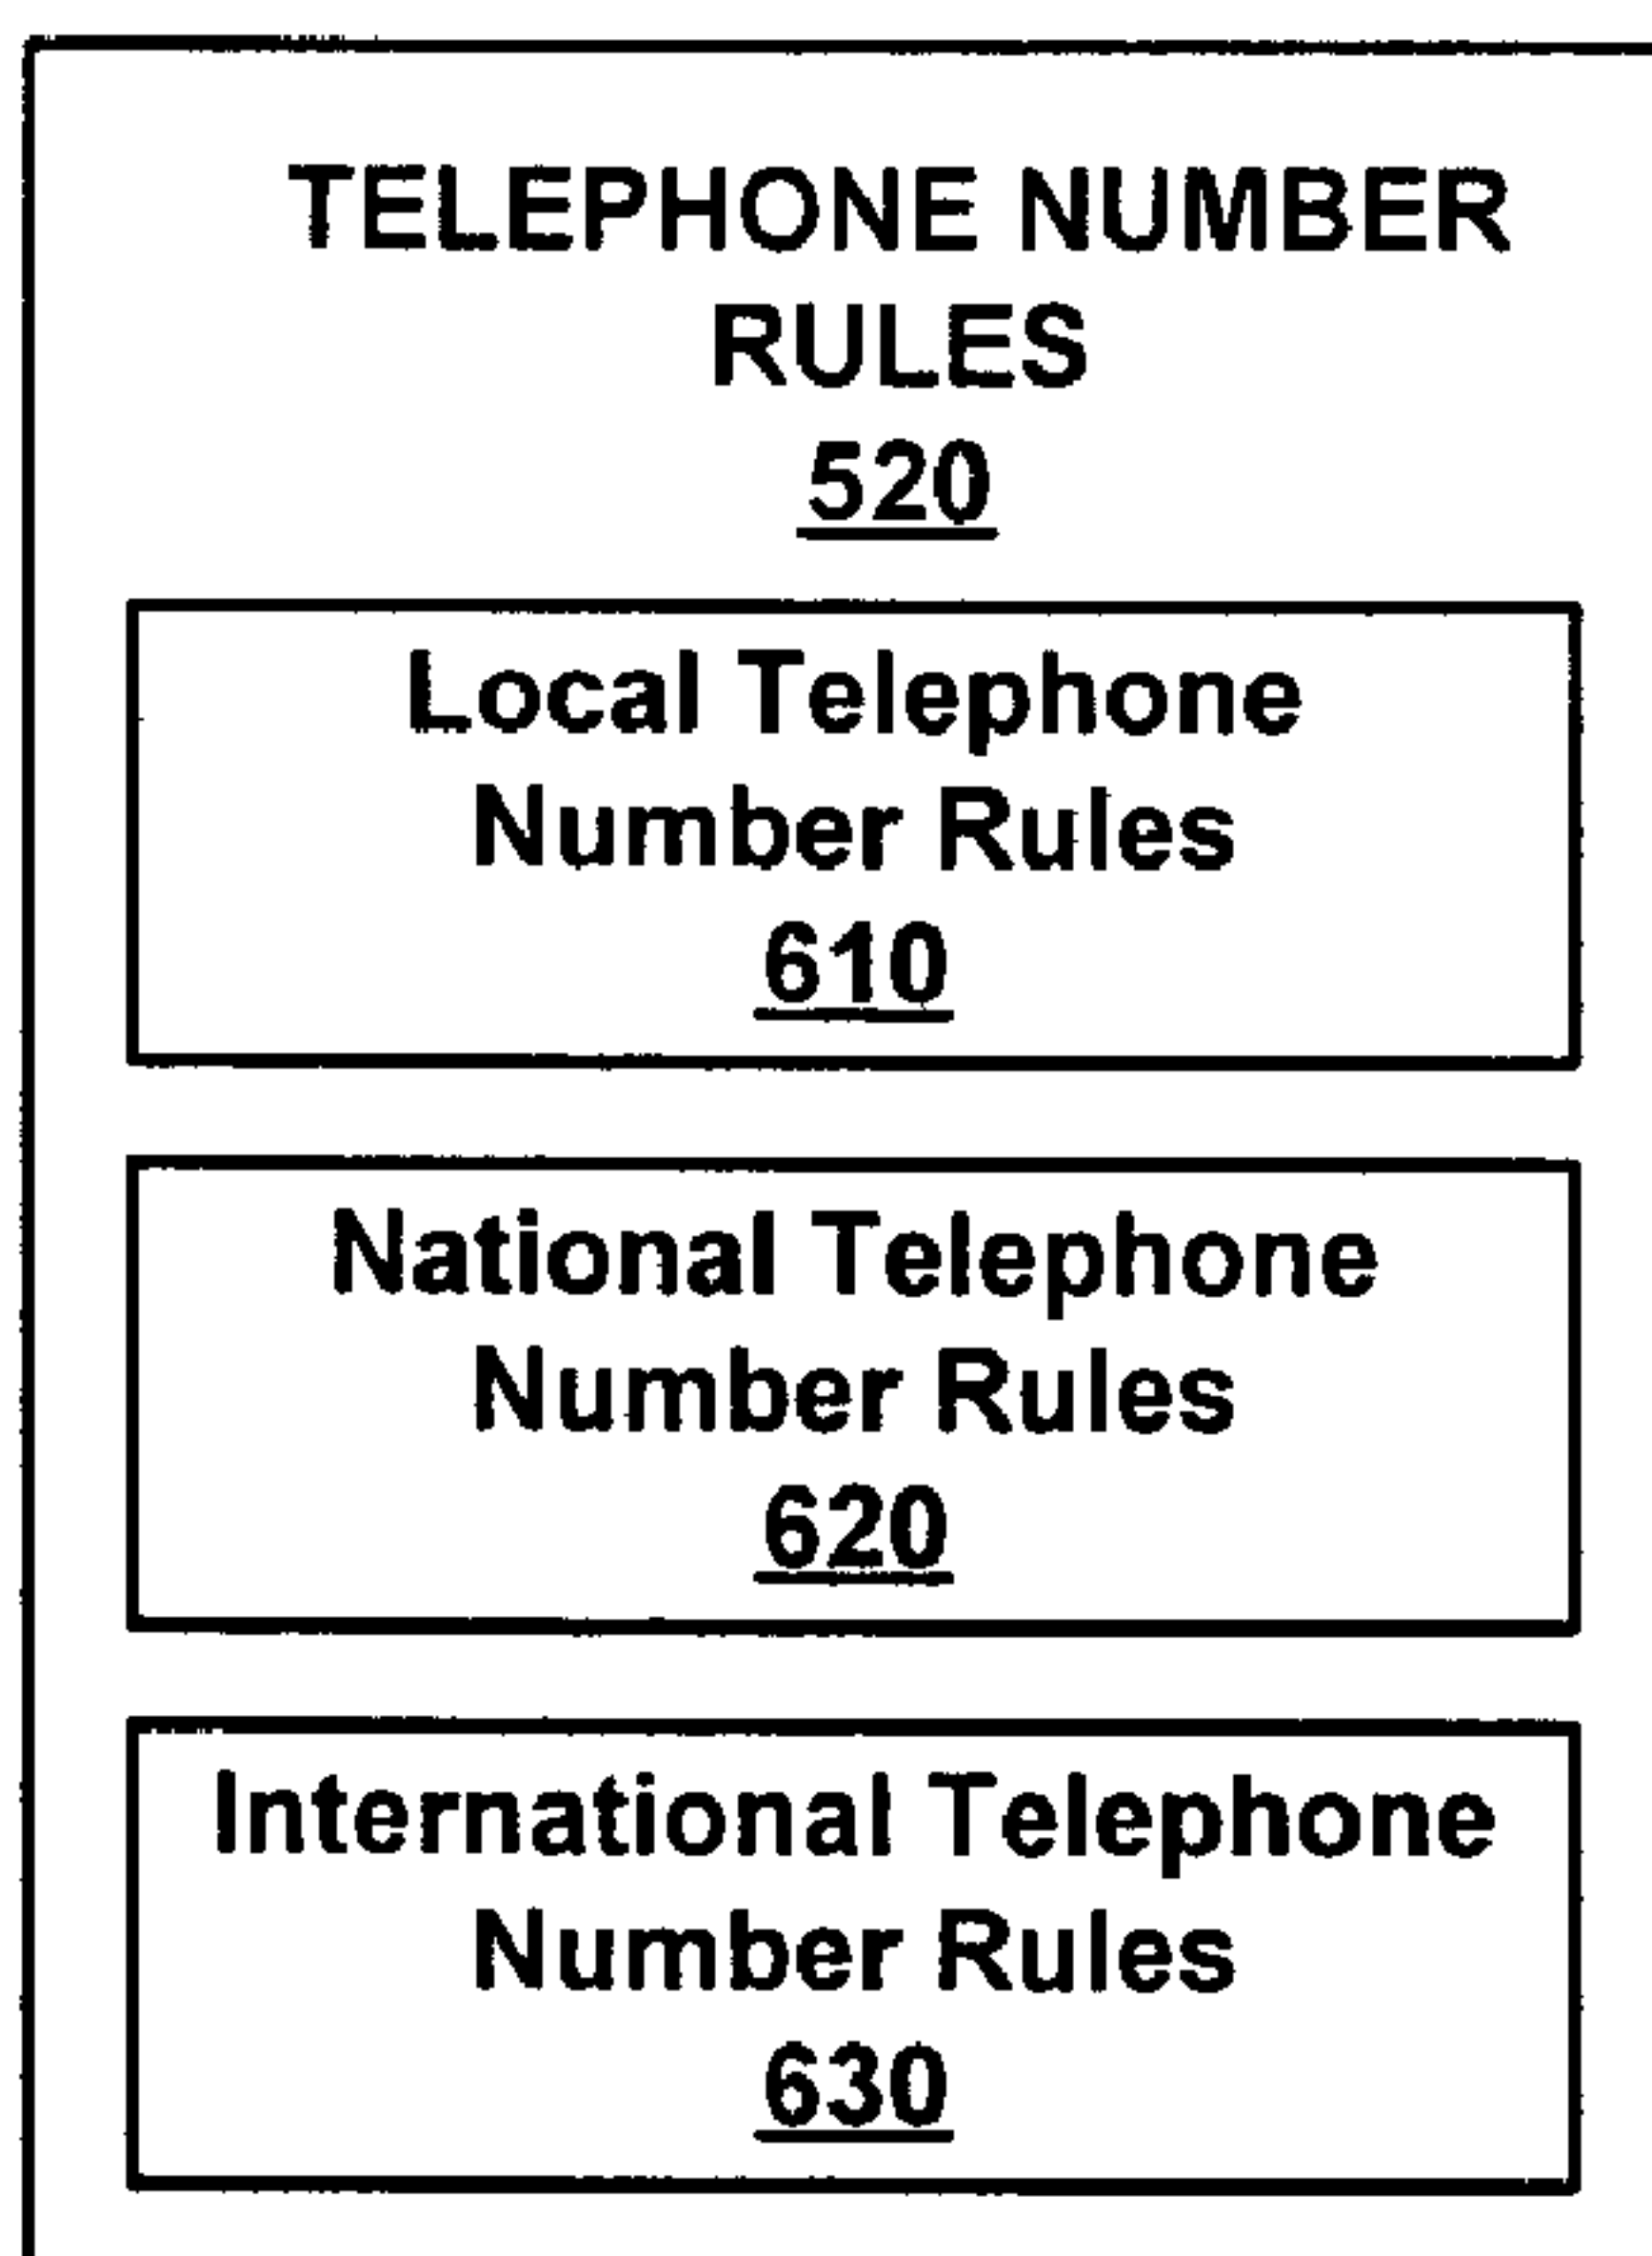 TELEPHONE NUMBER
RULES
520
Local Telephone
Number Rules
610
National Telephone
Number Rules
620
International Telephone
Number Rules
630